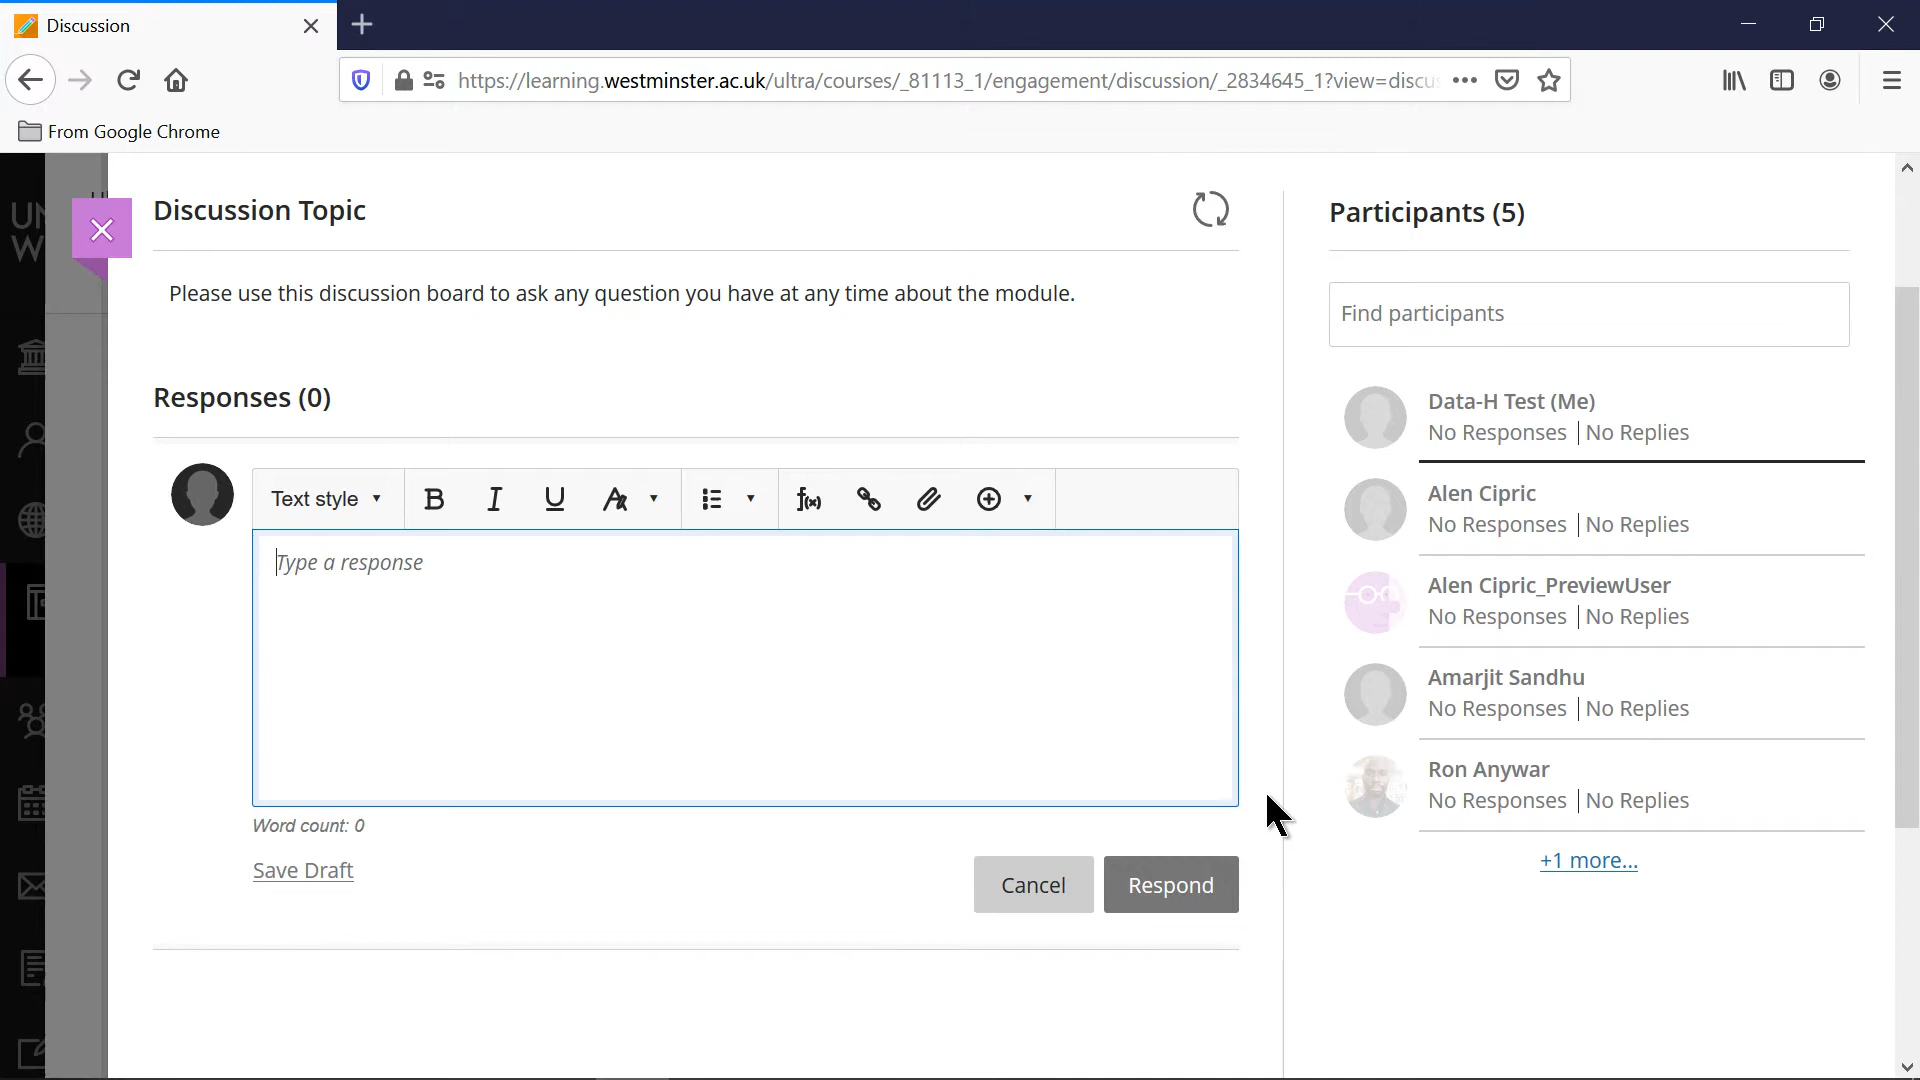 Discussion
https://learning.westminster.ac.uk/ultra/courses/_81113_1/engagement/discussion/_2834645_1?view=discu
From Google Chrome
UN
W
Discussion Topic
Please use this discussion board to ask any question you have at any time about the module.
Responses (0)
Text style
B I U
f(x)
Type a response
Word count: 0
Save Draft
Cancel
Respond
Participants (5)
Find participants
Data-H Test (Me)
No Responses | No Replies
Alen Cipric
No Responses | No Replies
Alen Cipric_PreviewUser
No Responses | No Replies
Amarjit Sandhu
No Responses | No Replies
Ron Anywar
No Responses | No Replies
+1 more...